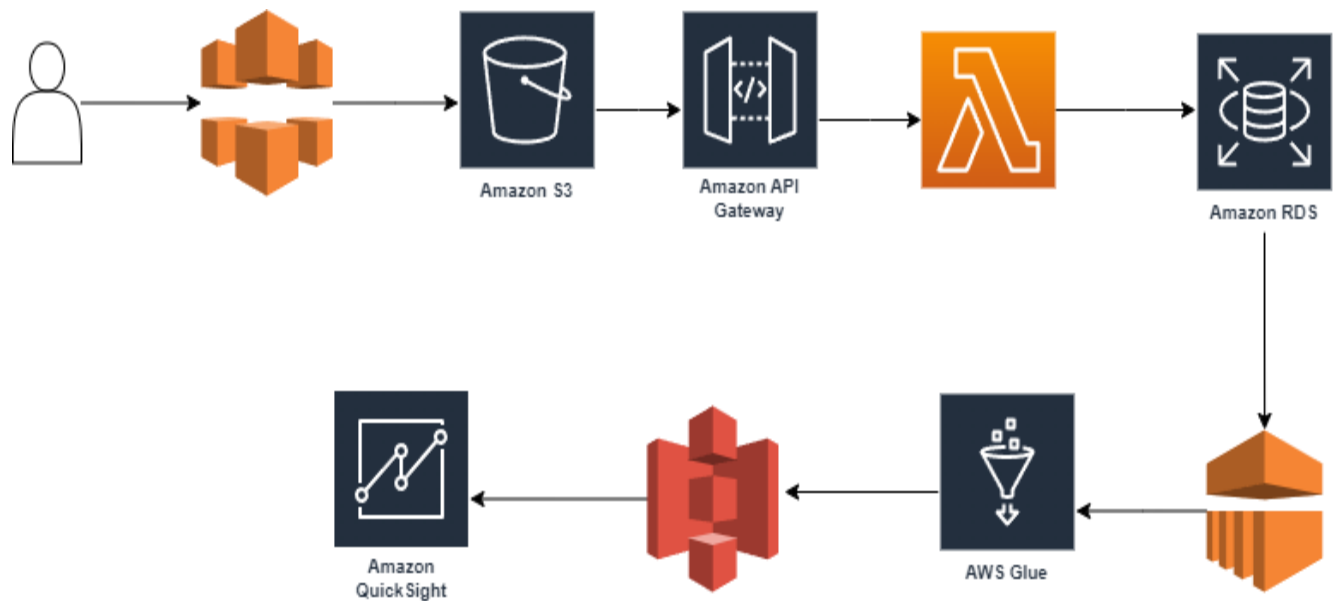 </>
Amazon S3
Amazon API
Gateway
Amazon RDS
Amazon
QuickSight
AWS Glue